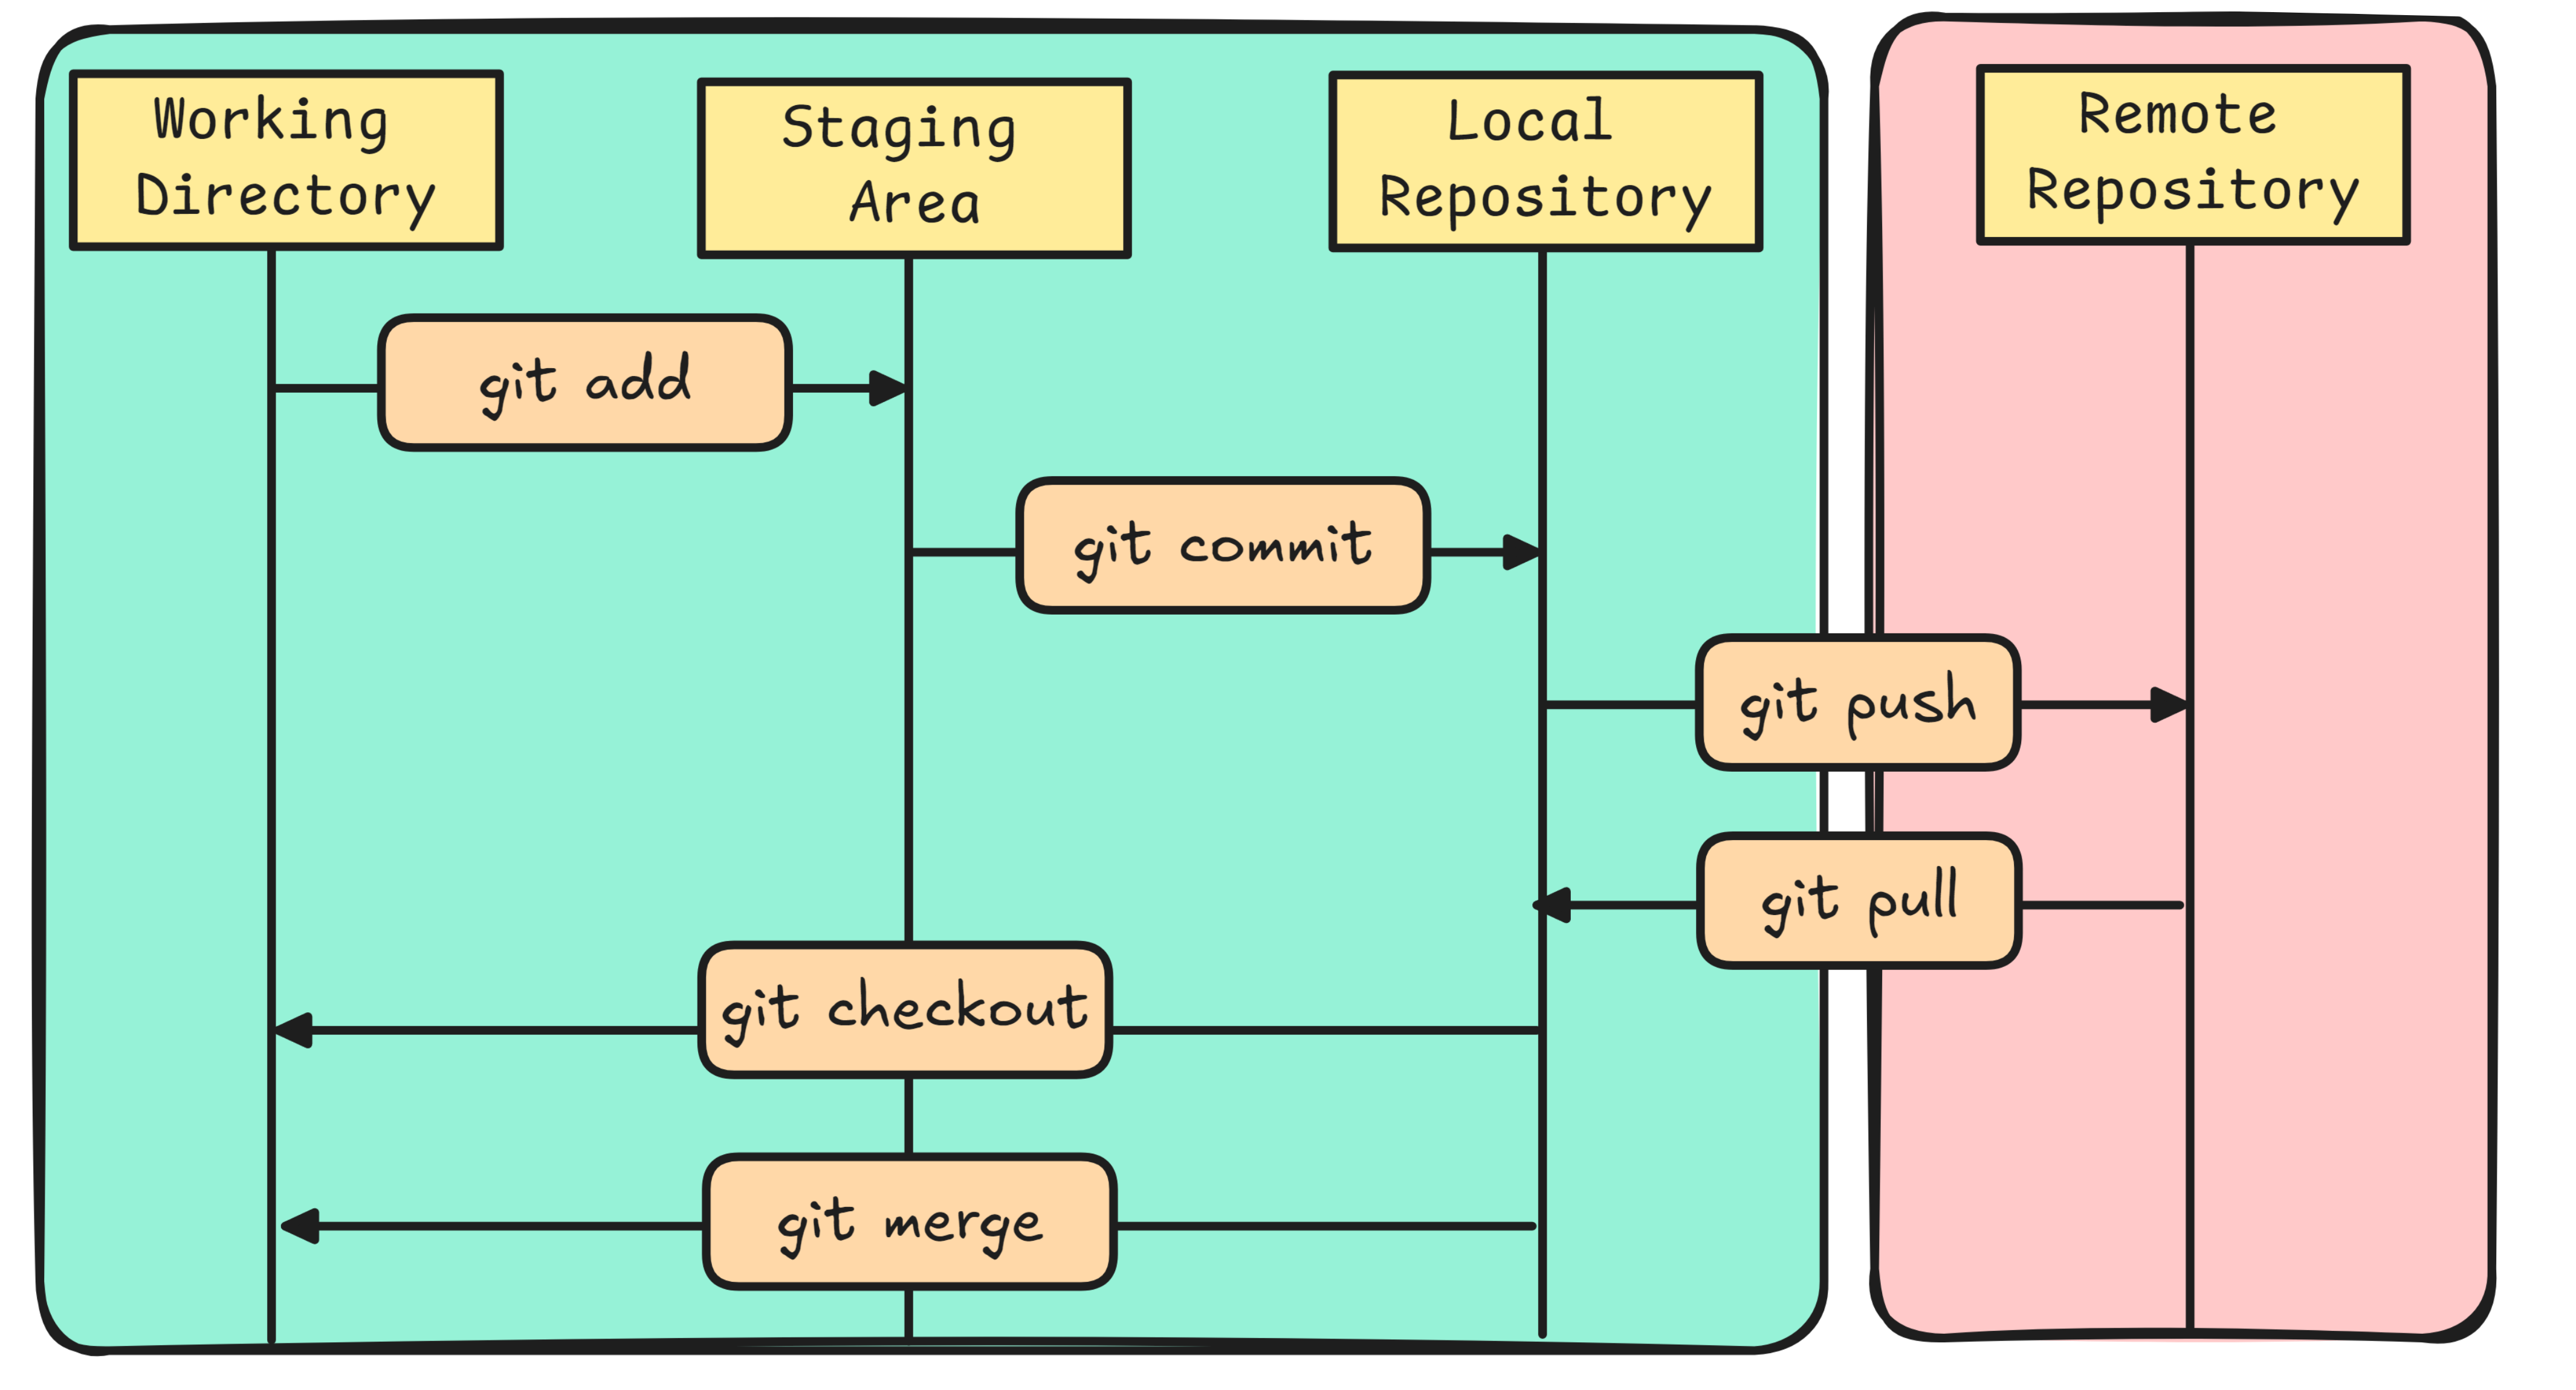 Working
Directory
Staging
Area
Local
Repository
Remote
Repository
git add
git commit
git push
git pull
git checkout
git merge